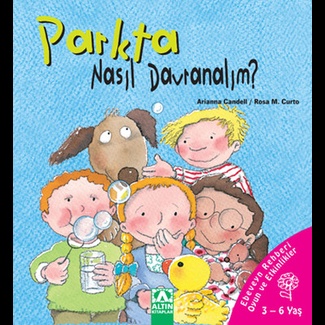 Parkta
Nasıl Davranalım?
Arianna Candell / Rosa M. Curto
Ebeveyn Rehberi
Oyun ve Etkinlikler
3 – 6 Yaş
ALTIN
KİTAPLAR